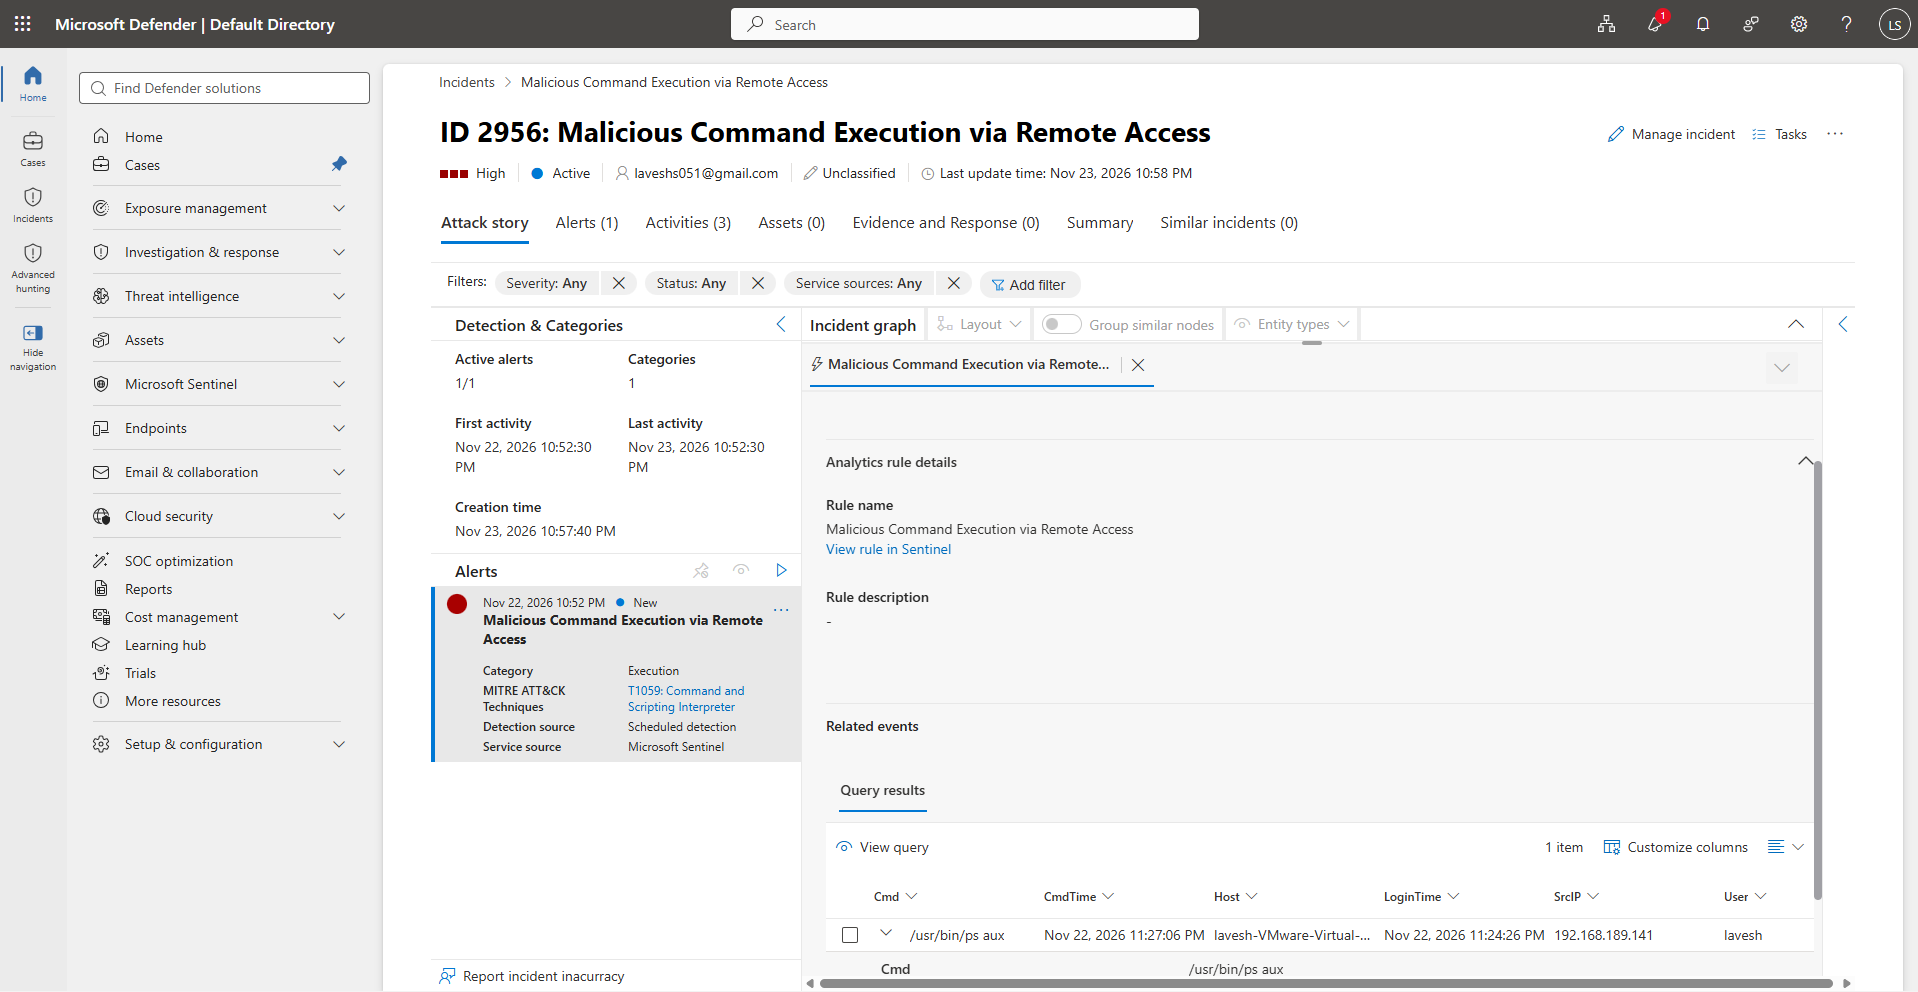 Microsoft Defender | Default Directory
Search
1
LS
Home
Cases
Incidents
Advanced
hunting
Hide
navigation
Find Defender solutions
Home
Cases
Exposure management
Investigation & response
Threat intelligence
Assets
Microsoft Sentinel
Endpoints
Email & collaboration
Cloud security
SOC optimization
Reports
Cost management
Learning hub
Trials
More resources
Setup & configuration
Incidents > Malicious Command Execution via Remote Access
ID 2956: Malicious Command Execution via Remote Access
Manage incident
Tasks
...
High
Active
laveshs051@gmail.com
Unclassified
Last update time: Nov 23, 2026 10:58 PM
Attack story
Alerts (1)
Activities (3)
Assets (0)
Evidence and Response (0)
Summary
Similar incidents (0)
Filters:
Severity: Any
Status: Any
Service sources: Any
Add filter
Detection & Categories
Active alerts
Categories
1/1
1
First activity
Last activity
Nov 22, 2026 10:52:30
PM
Nov 23, 2026 10:52:30
PM
Creation time
Nov 23, 2026 10:57:40 PM
Alerts
Nov 22, 2026 10:52 PM
New
...
Malicious Command Execution via Remote
Access
Category
Execution
MITRE ATT&CK
Techniques
T1059: Command and
Scripting Interpreter
Detection source
Scheduled detection
Service source
Microsoft Sentinel
Report incident inacurracy
Incident graph
Layout
Group similar nodes
Entity types
Malicious Command Execution via Remote...
Analytics rule details
Rule name
Malicious Command Execution via Remote Access
View rule in Sentinel
Rule description
-
Related events
Query results
View query
1 item
Customize columns
Cmd
CmdTime
Host
LoginTime
SrcIP
User
/usr/bin/ps aux
Nov 22, 2026 11:27:06 PM
lavesh-VMware-Virtual-...
Nov 22, 2026 11:24:26 PM
192.168.189.141
lavesh
Cmd
/usr/bin/ps aux